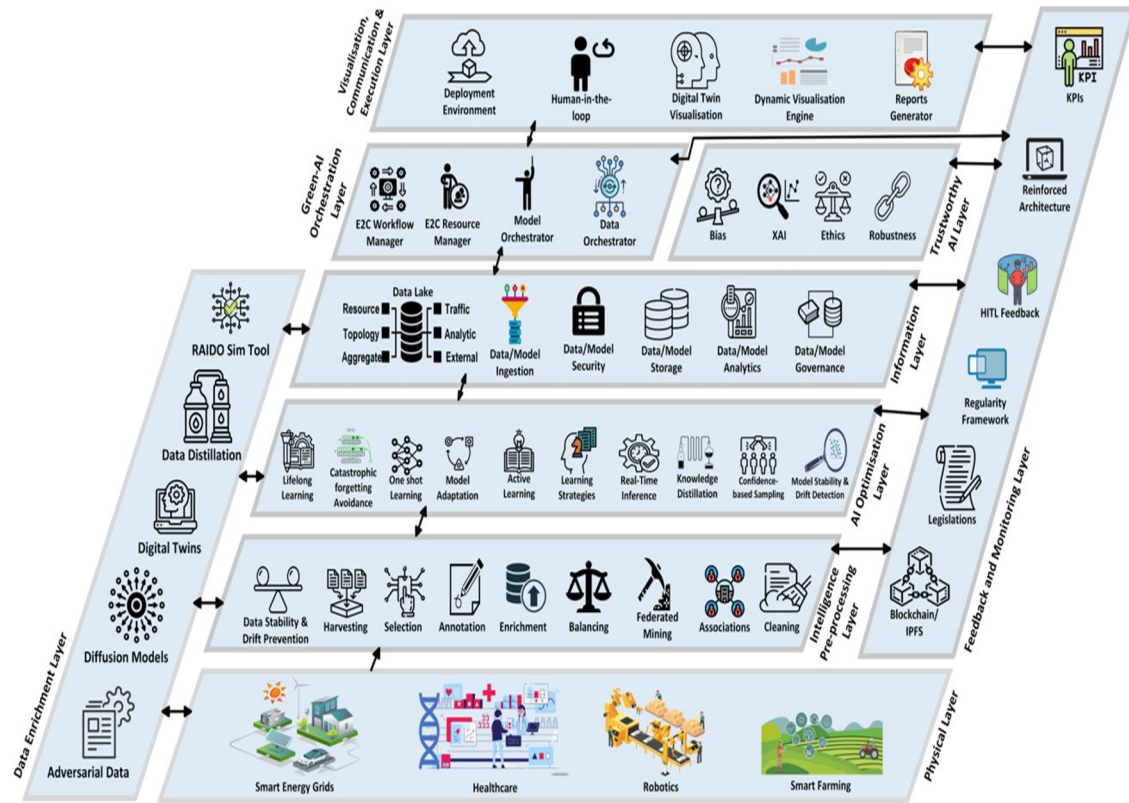 Visualisation,
Communication &
Execution Layer
Deployment
Environment
Human-in-the-
loop
Digital Twin
Visualisation
Dynamic Visualisation
Engine
Reports
Generator
KPI
KPIs
Green-AI
Orchestration
Layer
E2C Workflow
Manager
E2C Resource
Manager
Model
Orchestrator
Data
Orchestrator
Bias
XAI
Ethics
Robustness
Trustworthy
AI Layer
Reinforced
Architecture
RAIDO Sim Tool
Data Lake
Resource
Topology
Aggregate
Traffic
Analytic
External
Data/Model
Ingestion
Data/Model
Security
Data/Model
Storage
Data/Model
Analytics
Data/Model
Governance
Information
Layer
HITL Feedback
Data Distillation
Lifelong
Learning
Catastrophic
forgetting
Avoidance
One shot
Learning
Model
Adaptation
Active
Learning
Learning
Strategies
Real-Time
Inference
Knowledge
Distillation
Confidence-
based Sampling
Model Stability &
Drift Detection
AI Optimisation
Layer
Regularity
Framework
Legislations
Digital Twins
Data Stability &
Drift Prevention
Harvesting
Selection
Annotation
Enrichment
Balancing
Federated
Mining
Associations
Cleaning
Intelligence
Pre-processing
Layer
Blockchain/
IPFS
Feedback and Monitoring Layer
Diffusion Models
Adversarial Data
Data Enrichment Layer
Smart Energy Grids
Healthcare
Robotics
Smart Farming
Physical Layer